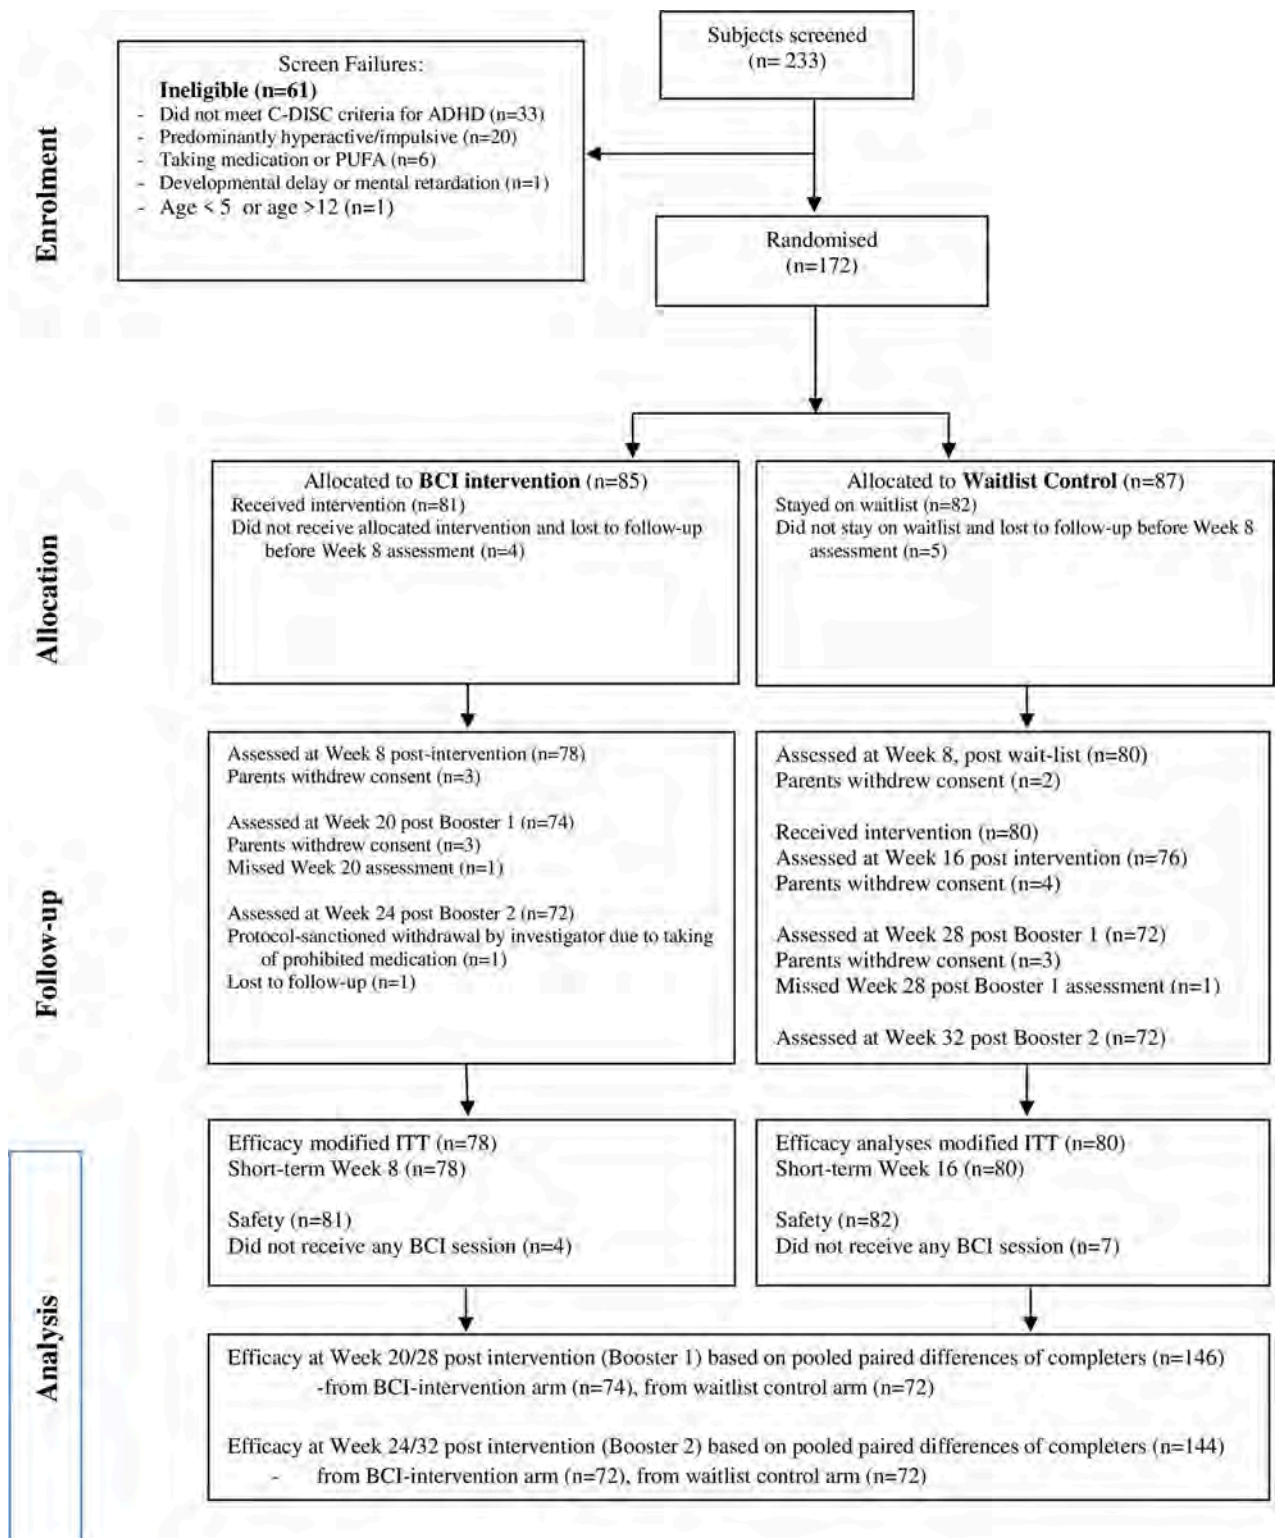 Subjects screened
(n= 233)
Screen Failures:
Ineligible (n=61)
- Did not meet C-DISC criteria for ADHD (n=33)
- Predominantly hyperactive/impulsive (n=20)
- Taking medication or PUFA (n=6)
- Developmental delay or mental retardation (n=1)
- Age < 5 or age >12 (n=1)
Enrolment
Randomised
(n=172)
Allocation
Allocated to BCI intervention (n=85)
Received intervention (n=81)
Did not receive allocated intervention and lost to follow-up
before Week 8 assessment (n=4)
Allocated to Waitlist Control (n=87)
Stayed on waitlist (n=82)
Did not stay on waitlist and lost to follow-up before Week 8
assessment (n=5)
Follow-up
Assessed at Week 8 post-intervention (n=78)
Parents withdrew consent (n=3)
Assessed at Week 20 post Booster 1 (n=74)
Parents withdrew consent (n=3)
Missed Week 20 assessment (n=1)
Assessed at Week 24 post Booster 2 (n=72)
Protocol-sanctioned withdrawal by investigator due to taking
of prohibited medication (n=1)
Lost to follow-up (n=1)
Assessed at Week 8, post wait-list (n=80)
Parents withdrew consent (n=2)
Received intervention (n=80)
Assessed at Week 16 post intervention (n=76)
Parents withdrew consent (n=4)
Assessed at Week 28 post Booster 1 (n=72)
Parents withdrew consent (n=3)
Missed Week 28 post Booster 1 assessment (n=1)
Assessed at Week 32 post Booster 2 (n=72)
Analysis
Efficacy modified ITT (n=78)
Short-term Week 8 (n=78)
Safety (n=81)
Did not receive any BCI session (n=4)
Efficacy analyses modified ITT (n=80)
Short-term Week 16 (n=80)
Safety (n=82)
Did not receive any BCI session (n=7)
Efficacy at Week 20/28 post intervention (Booster 1) based on pooled paired differences of completers (n=146)
-from BCI-intervention arm (n=74), from waitlist control arm (n=72)
Efficacy at Week 24/32 post intervention (Booster 2) based on pooled paired differences of completers (n=144)
- from BCI-intervention arm (n=72), from waitlist control arm (n=72)